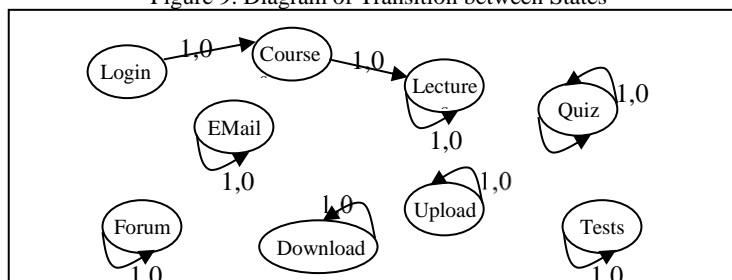 Figure 9. Diagram of Transition between States
1,0
Course
Login
1,0
Lecture
1,0
Quiz
EMail
1,0
1,0
1,0
1,0
Upload
Forum
Tests
Download
1,0
1,0